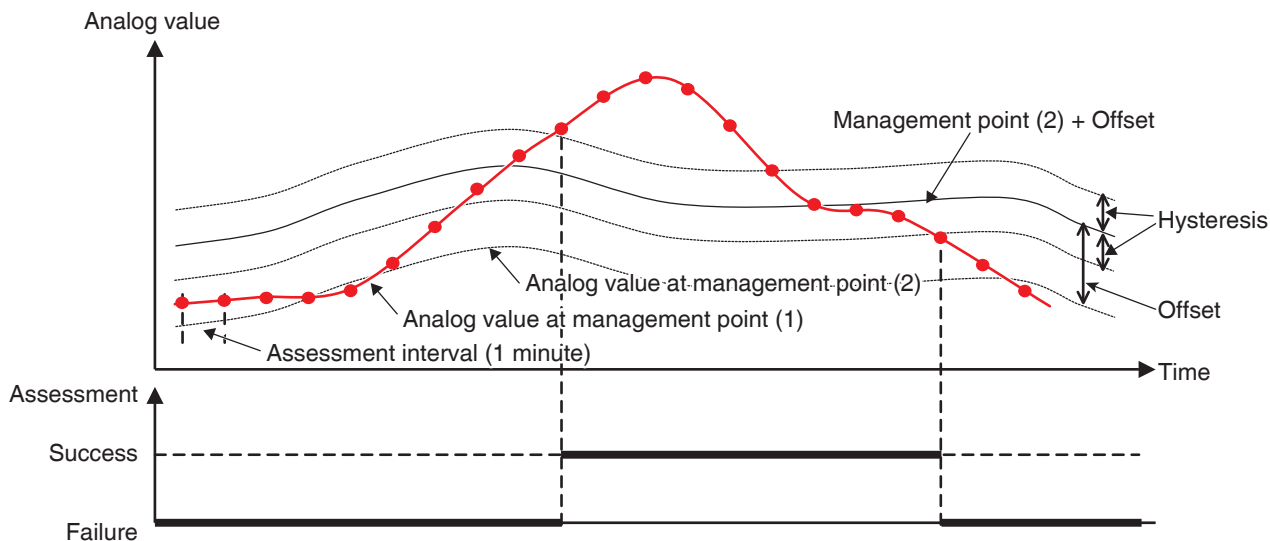 Analog value
Management point (2) + Offset
Hysteresis
Analog value at management point (2)
Offset
Analog value at management point (1)
Assessment interval (1 minute)
Time
Assessment
Success
Failure